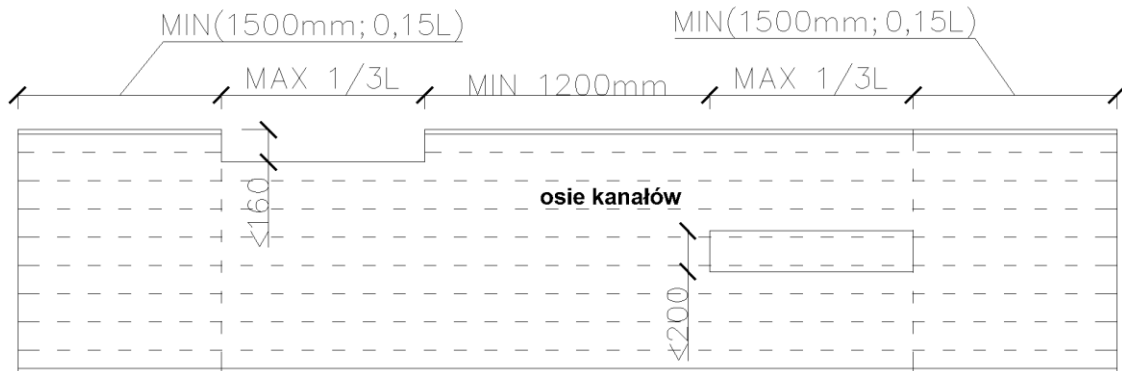 MIN(1500mm; 0,15L)
MIN(1500mm; 0,15L)
MAX 1/3L
MIN 1200mm
MAX 1/3L
<160
osie kanałów
<200